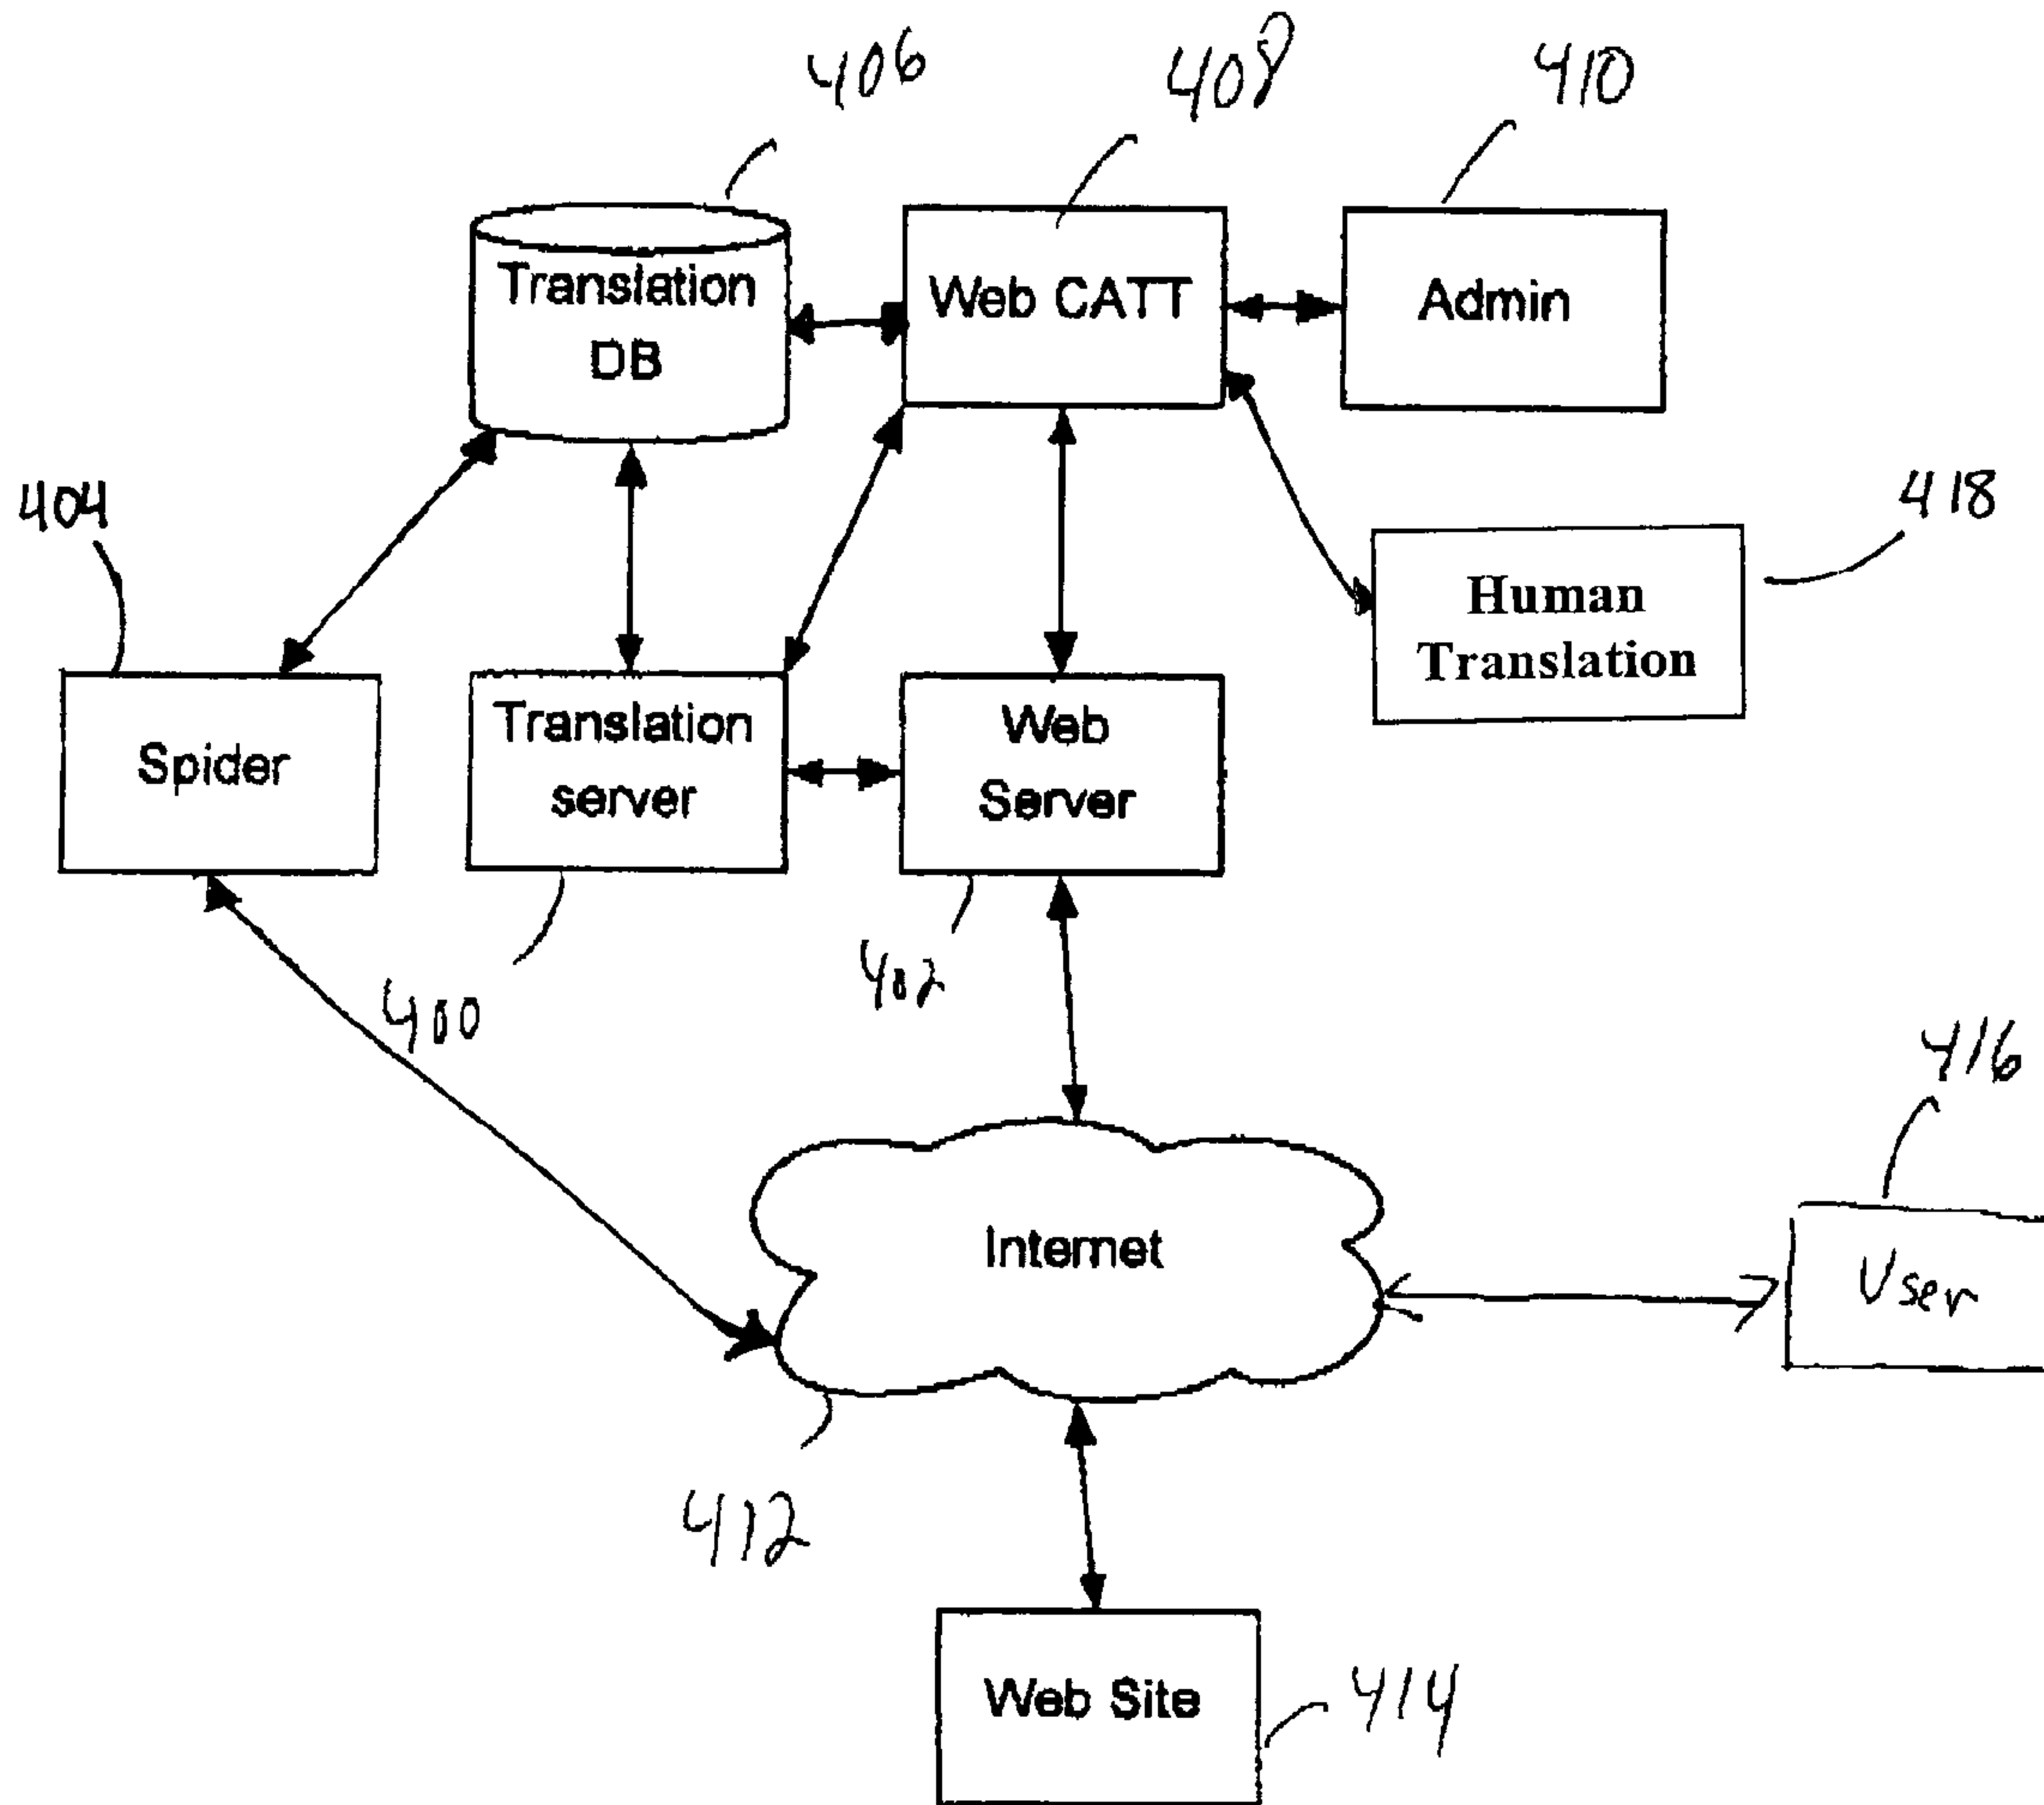 406
408
410
Translation
DB
Web CATT
Admin
404
418
Human
Translation
Spider
Translation
server
Web
Server
400
402
416
Internet
User
412
Web Site
414